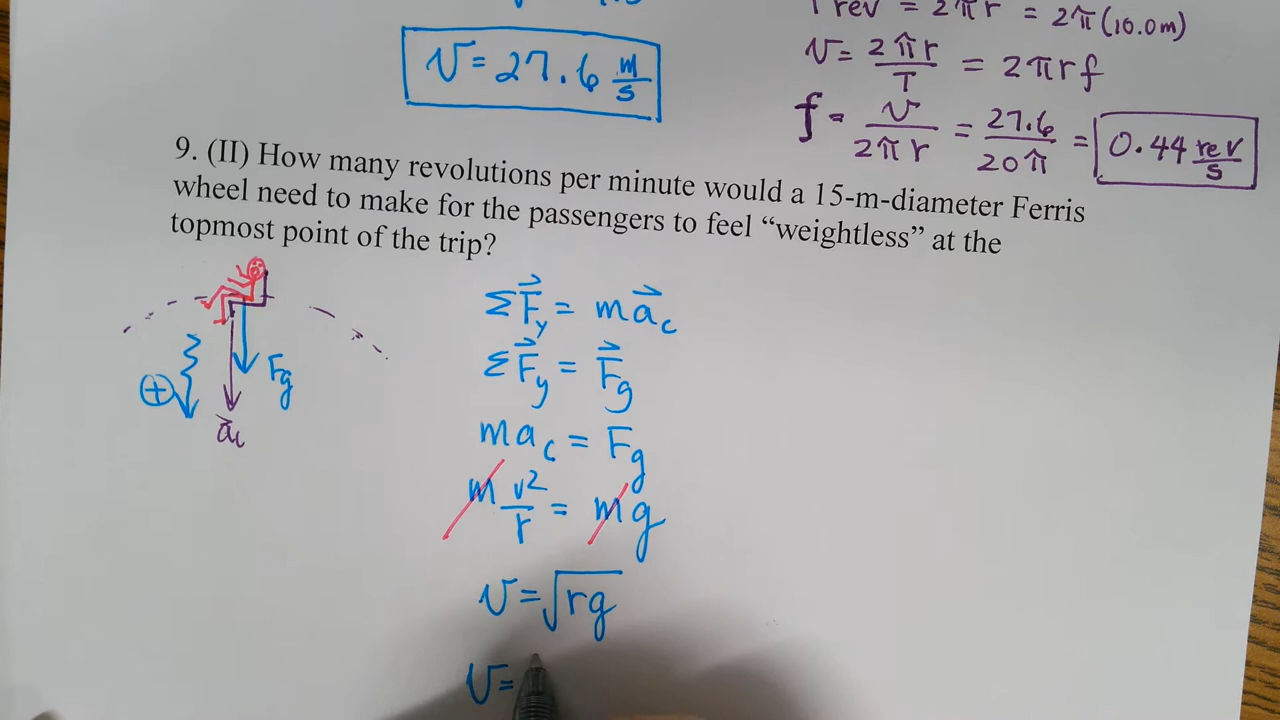 1 rev = 2πr = 2π(10.0m)
v = 2πr/T = 2πrf
v = 27.6 m/s
f = v/2πr = 27.6/20π = 0.44 rev/s
9. (II) How many revolutions per minute would a 15-m-diameter Ferris
wheel need to make for the passengers to feel “weightless” at the
topmost point of the trip?
ΣF⃗y = ma⃗c
ΣF⃗y = F⃗g
Fg
⊕
a⃗c
mac = Fg
m v²/r = mg
v = √rg
v =